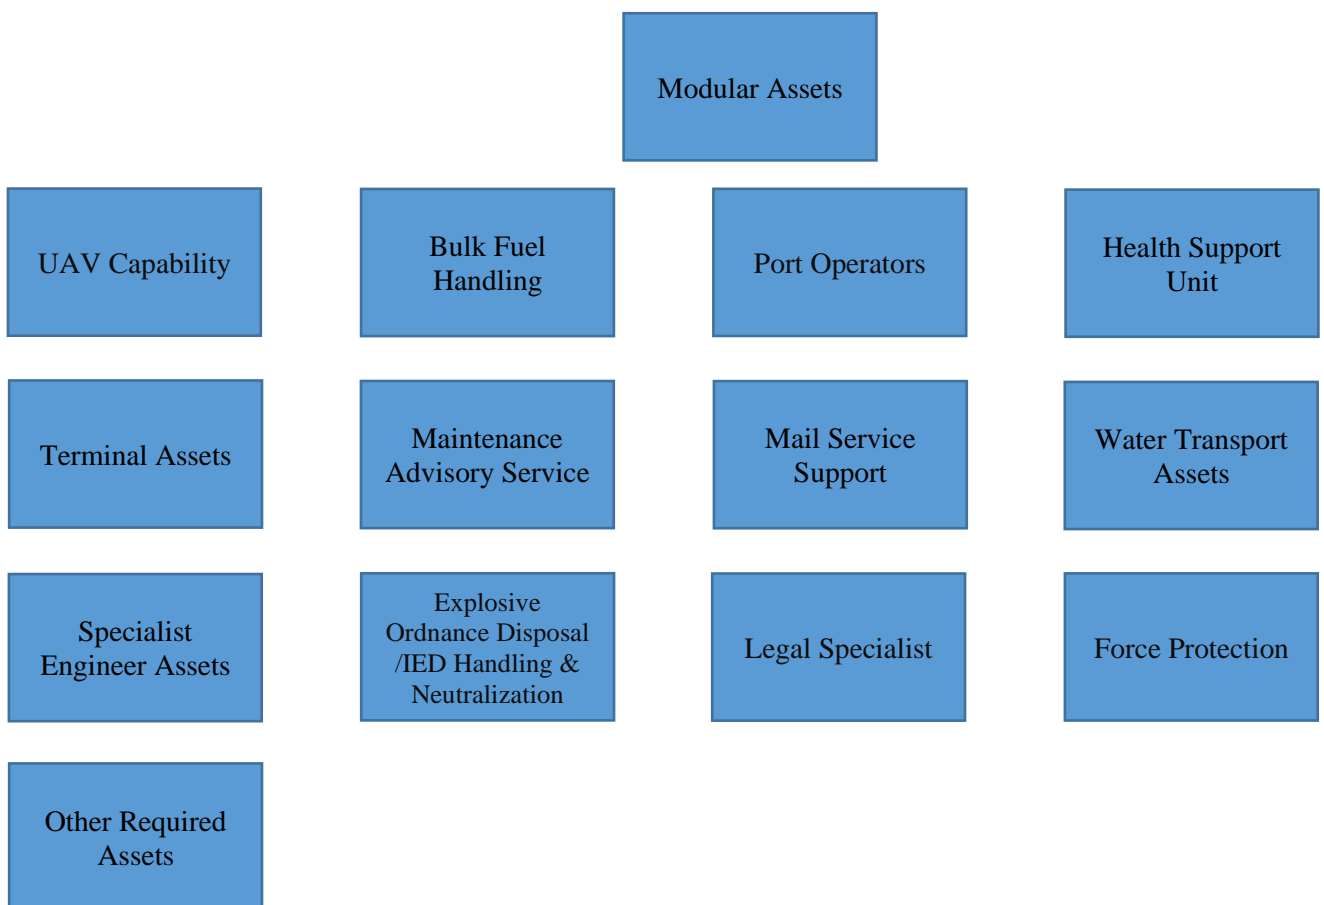 Modular Assets
UAV Capability
Bulk Fuel
Handling
Port Operators
Health Support
Unit
Terminal Assets
Maintenance
Advisory Service
Mail Service
Support
Water Transport
Assets
Specialist
Engineer Assets
Explosive
Ordnance Disposal
/IED Handling &
Neutralization
Legal Specialist
Force Protection
Other Required
Assets